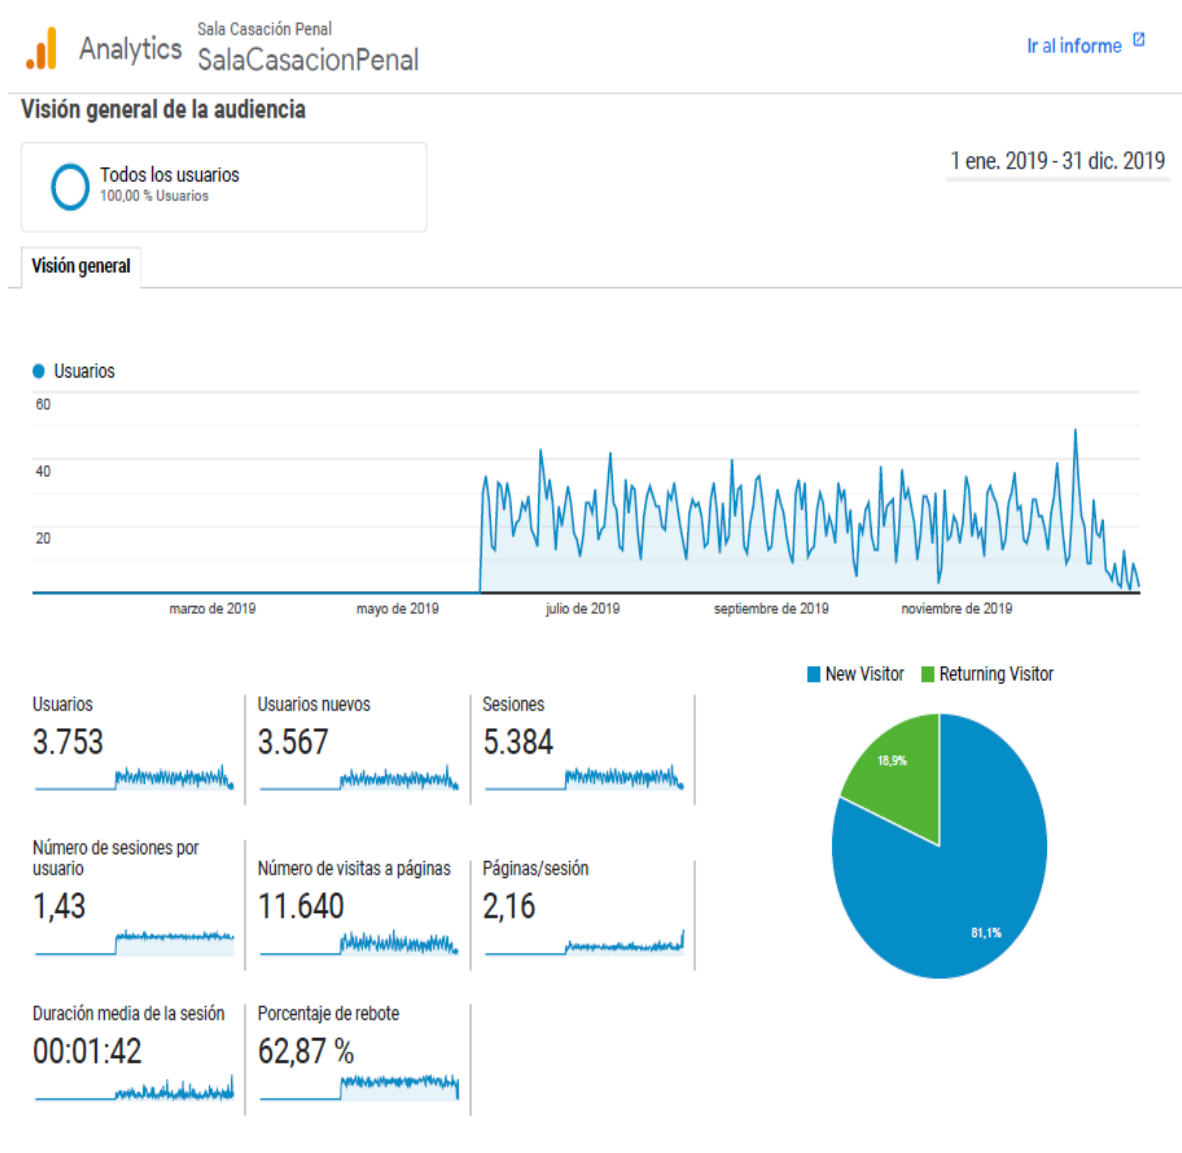 Analytics
Sala Casación Penal
SalaCasacionPenal
Ir al informe
Visión general de la audiencia
Todos los usuarios
100,00 % Usuarios
1 ene. 2019 - 31 dic. 2019
Visión general
Usuarios
60
40
20
marzo de 2019
mayo de 2019
julio de 2019
septiembre de 2019
noviembre de 2019
New Visitor
Returning Visitor
Usuarios
3.753
Usuarios nuevos
3.567
Sesiones
5.384
18,9%
81,1%
Número de sesiones por
usuario
1,43
Número de visitas a páginas
11.640
Páginas/sesión
2,16
Duración media de la sesión
00:01:42
Porcentaje de rebote
62,87 %